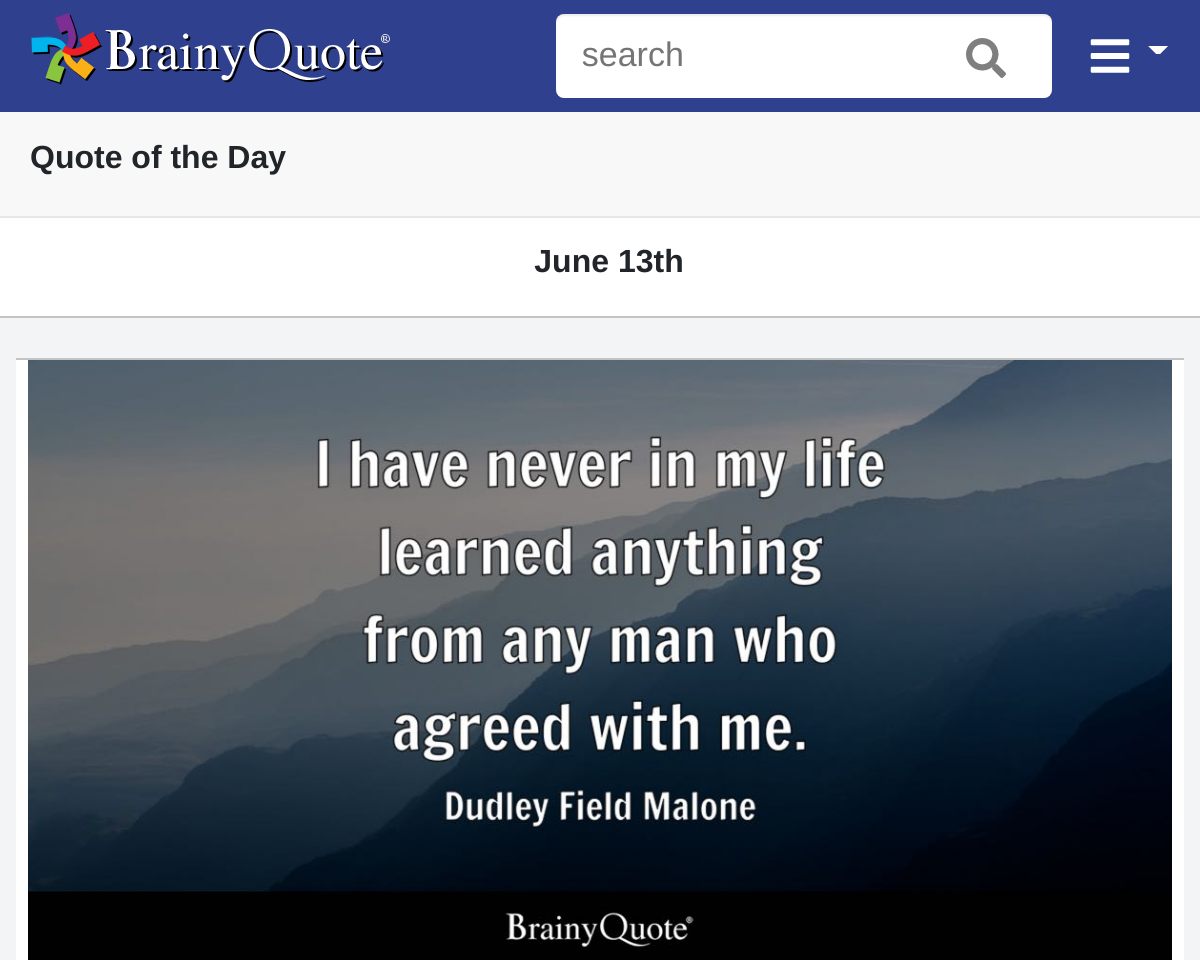 BrainyQuote®
search
Quote of the Day
June 13th
I have never in my life
learned anything
from any man who
agreed with me.
Dudley Field Malone
BrainyQuote®